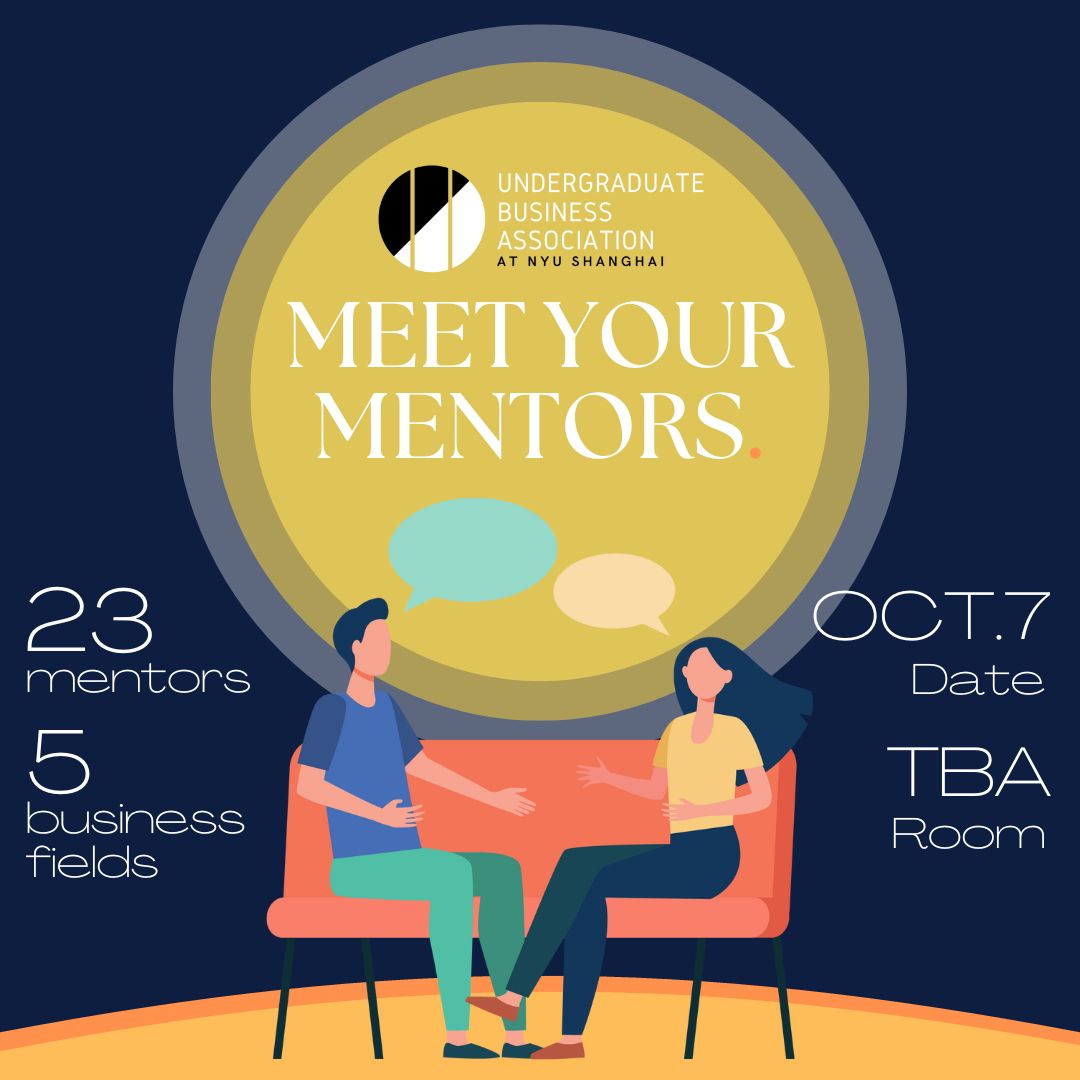 UNDERGRADUATE
BUSINESS
ASSOCIATION
AT NYU SHANGHAI
MEET YOUR
MENTORS.
23
mentors
5
business
fields
OCT.7
Date
TBA
Room